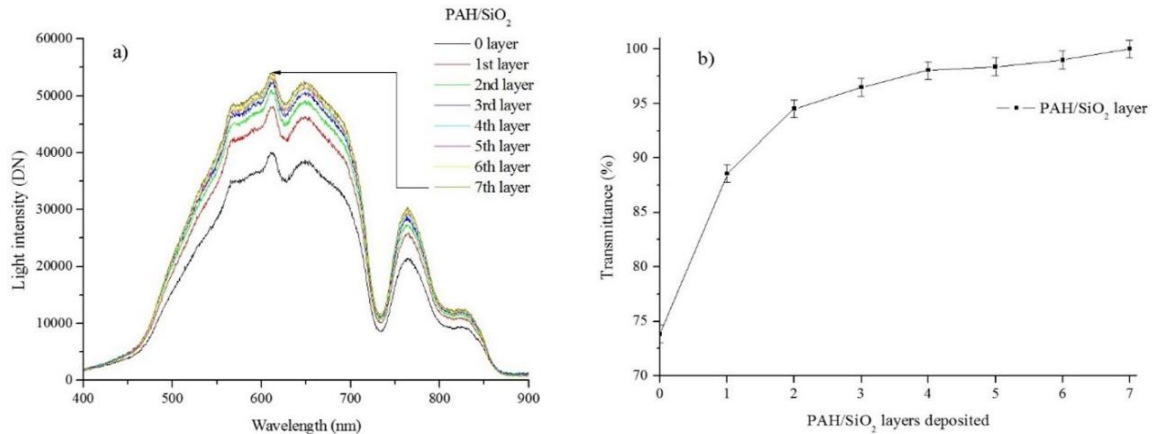 PAH/SiO₂
a)
0 layer
1st layer
2nd layer
3rd layer
4th layer
5th layer
6th layer
7th layer
60000
50000
40000
30000
20000
10000
0
Light intensity (DN)
400 500 600 700 800 900
Wavelength (nm)
b)
PAH/SiO₂ layer
100
95
90
85
80
75
70
Transmittance (%)
0 1 2 3 4 5 6 7
PAH/SiO₂ layers deposited